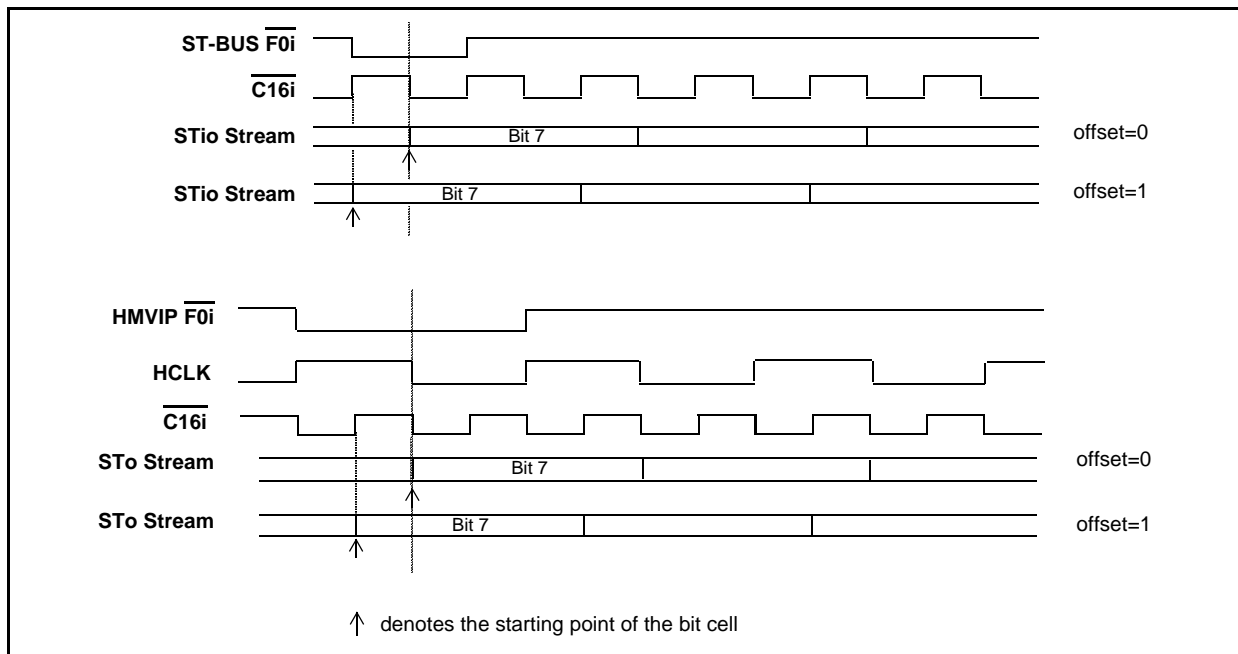 ST-BUS F0i
C16i
STio Stream Bit 7 offset=0
STio Stream Bit 7 offset=1
HMVIP F0i
HCLK
C16i
STo Stream Bit 7 offset=0
STo Stream Bit 7 offset=1
denotes the starting point of the bit cell